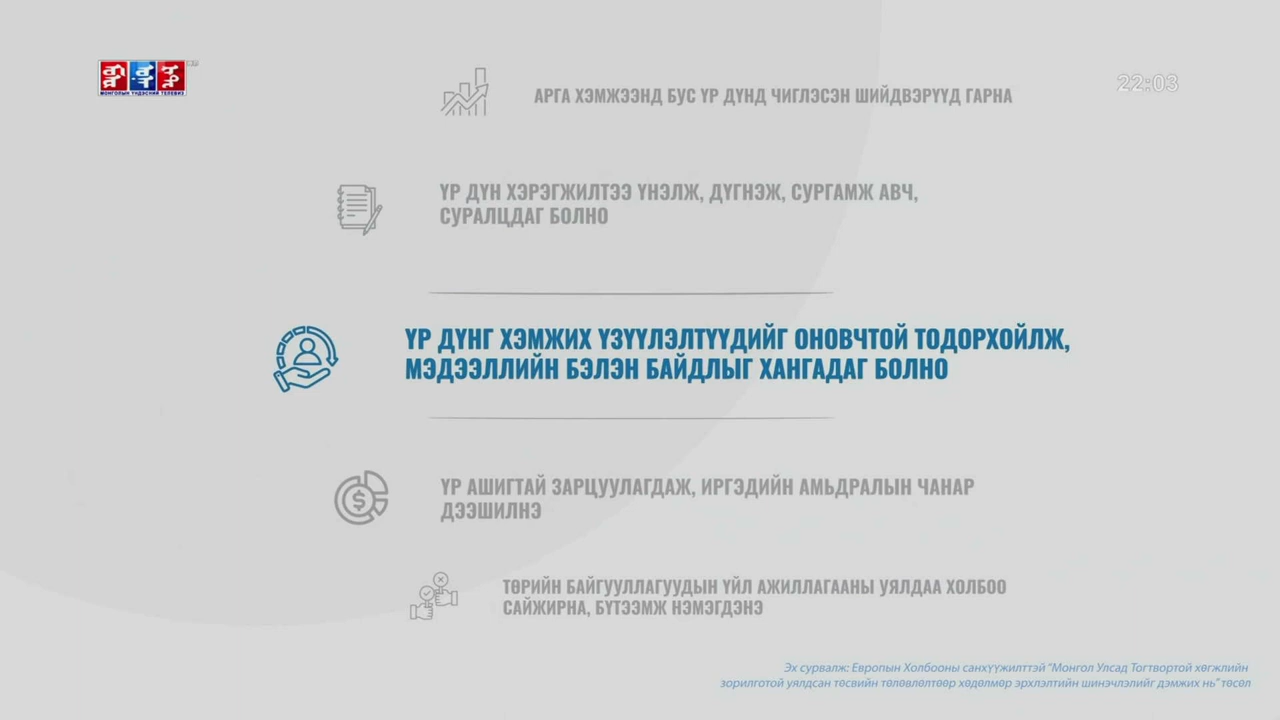 МОНГОЛЫН ҮНДЭСНИЙ ТЕЛЕВИЗ
22:03
АРГА ХЭМЖЭЭНД БУС ҮР ДҮНД ЧИГЛЭСЭН ШИЙДВЭРҮҮД ГАРНА
ҮР ДҮН ХЭРЭГЖИЛТЭЭ ҮНЭЛЖ, ДҮГНЭЖ, СУРГАМЖ АВЧ,
СУРАЛЦДАГ БОЛНО
ҮР ДҮНГ ХЭМЖИХ ҮЗҮҮЛЭЛТҮҮДИЙГ ОНОВЧТОЙ ТОДОРХОЙЛЖ,
МЭДЭЭЛЛИЙН БЭЛЭН БАЙДЛЫГ ХАНГАДАГ БОЛНО
ҮР АШИГТАЙ ЗАРЦУУЛАГДАЖ, ИРГЭДИЙН АМЬДРАЛЫН ЧАНАР
ДЭЭШИЛНЭ
ТӨРИЙН БАЙГУУЛЛАГУУДЫН ҮЙЛ АЖИЛЛАГААНЫ УЯЛДАА ХОЛБОО
САЙЖИРНА, БҮТЭЭМЖ НЭМЭГДЭНЭ
Эх сурвалж: Европын Холбооны санхүүжилттэй "Монгол Улсад Тогтвортой хөгжлийн
зорилготой уялдсан төсвийн төлөвлөлтөөр хөдөлмөр эрхлэлтийн шинэчлэлийг дэмжих нь" төсөл